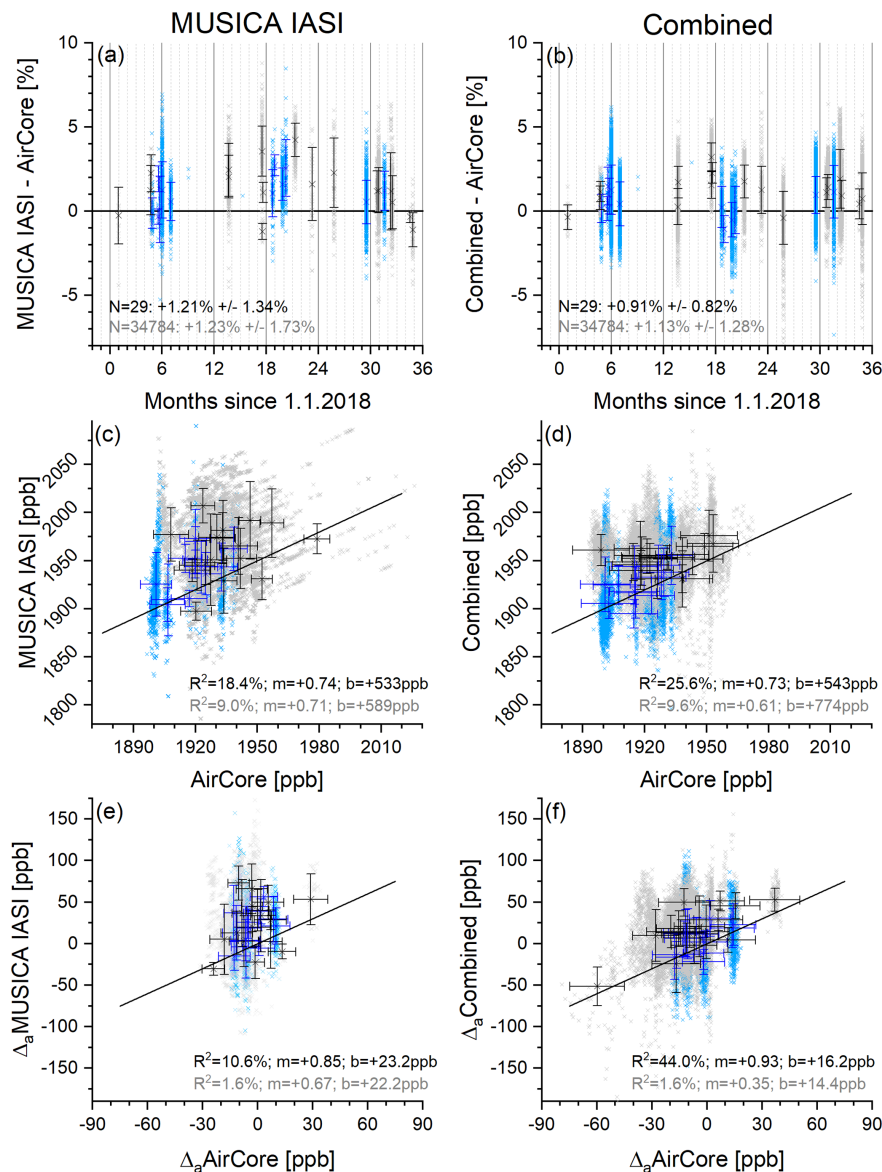 MUSICA IASI
Combined
(a)
MUSICA IASI - AirCore [%]
10
5
0
-5
0 6 12 18 24 30 36
N=29: +1.21% +/- 1.34%
N=34784: +1.23% +/- 1.73%
Months since 1.1.2018
(b)
Combined - AirCore [%]
10
5
0
-5
0 6 12 18 24 30 36
N=29: +0.91% +/- 0.82%
N=34784: +1.13% +/- 1.28%
Months since 1.1.2018
(c)
MUSICA IASI [ppb]
2050
2000
1950
1900
1850
1800
1890 1920 1950 1980 2010
R²=18.4%; m=+0.74; b=+533ppb
R²=9.0%; m=+0.71; b=+589ppb
AirCore [ppb]
(d)
Combined [ppb]
2050
2000
1950
1900
1850
1800
1890 1920 1950 1980 2010
R²=25.6%; m=+0.73; b=+543ppb
R²=9.6%; m=+0.61; b=+774ppb
AirCore [ppb]
(e)
ΔₐMUSICA IASI [ppb]
150
100
50
0
-50
-100
-150
-90 -60 -30 0 30 60 90
R²=10.6%; m=+0.85; b=+23.2ppb
R²=1.6%; m=+0.67; b=+22.2ppb
ΔₐAirCore [ppb]
(f)
ΔₐCombined [ppb]
150
100
50
0
-50
-100
-150
-90 -60 -30 0 30 60 90
R²=44.0%; m=+0.93; b=+16.2ppb
R²=1.6%; m=+0.35; b=+14.4ppb
ΔₐAirCore [ppb]